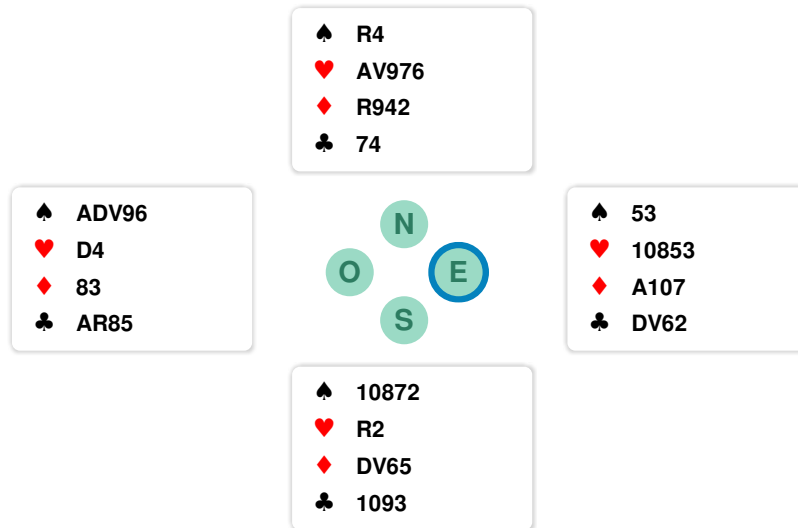 ♠ R4
♥ AV976
♦ R942
♣ 74
♠ ADV96
♥ D4
♦ 83
♣ AR85
N
O
E
S
♠ 53
♥ 10853
♦ A107
♣ DV62
♠ 10872
♥ R2
♦ DV65
♣ 1093